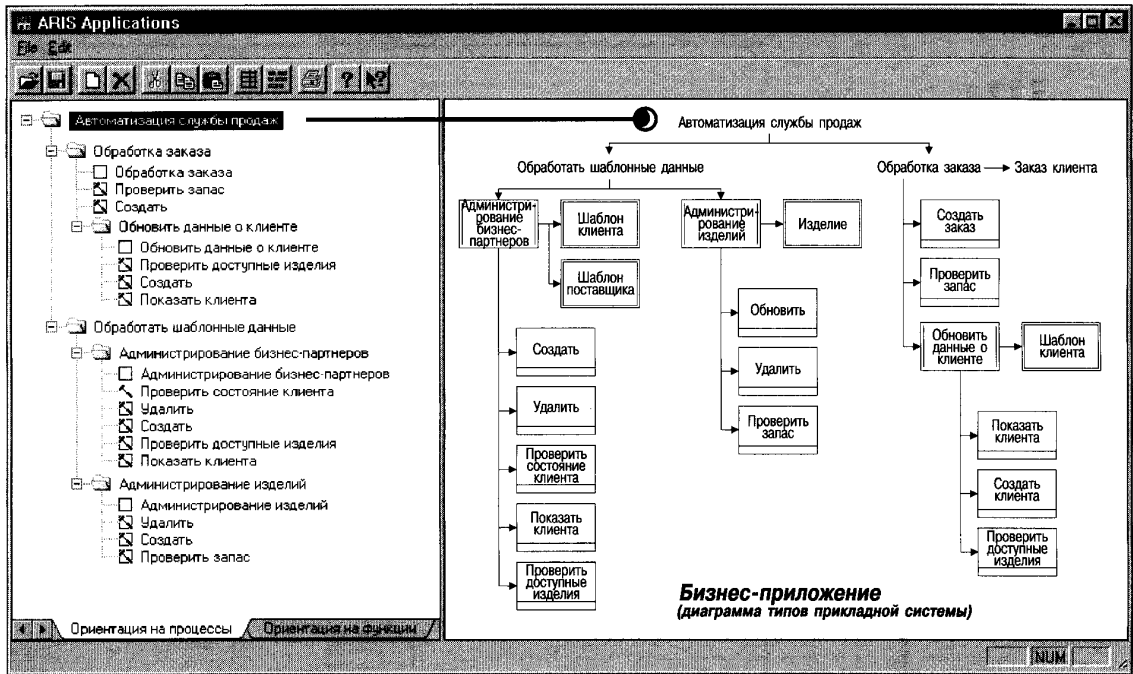 ARIS Applications
File Edit
Автоматизация службы продаж
Обработка заказа
Обработка заказа
Проверить запас
Создать
Обновить данные о клиенте
Обновить данные о клиенте
Проверить доступные изделия
Создать
Показать клиента
Обработать шаблонные данные
Администрирование бизнес-партнеров
Администрирование бизнес-партнеров
Проверить состояние клиента
Удалить
Создать
Проверить доступные изделия
Показать клиента
Администрирование изделий
Администрирование изделий
Удалить
Создать
Проверить запас
Ориентация на процессы
Ориентация на функции
Автоматизация службы продаж
Обработать шаблонные данные
Обработка заказа
Заказ клиента
Администри-
рование
бизнес-
партнеров
Шаблон
клиента
Шаблон
поставщика
Создать
Удалить
Проверить
состояние
клиента
Показать
клиента
Проверить
доступные
изделия
Администри-
рование
изделий
Изделие
Обновить
Удалить
Проверить
запас
Создать
заказ
Проверить
запас
Обновить
данные о
клиенте
Шаблон
клиента
Показать
клиента
Создать
клиента
Проверить
доступные
изделия
Бизнес-приложение
(диаграмма типов прикладной системы)
NUM